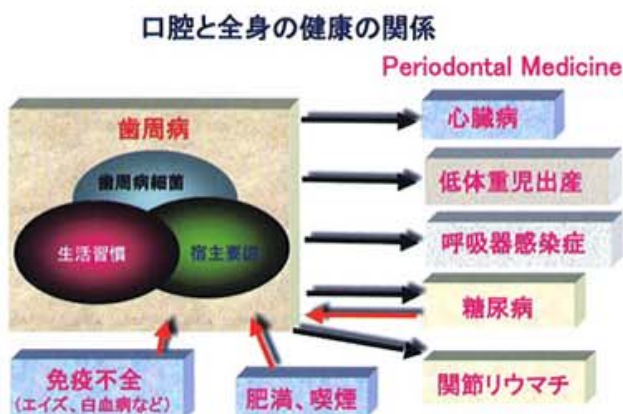 口腔と全身の健康の関係
Periodontal Medicine
歯周病
歯周病細菌
生活習慣
宿主要因
心臓病
低体重児出産
呼吸器感染症
糖尿病
関節リウマチ
免疫不全
(エイズ、白血病など)
肥満、喫煙